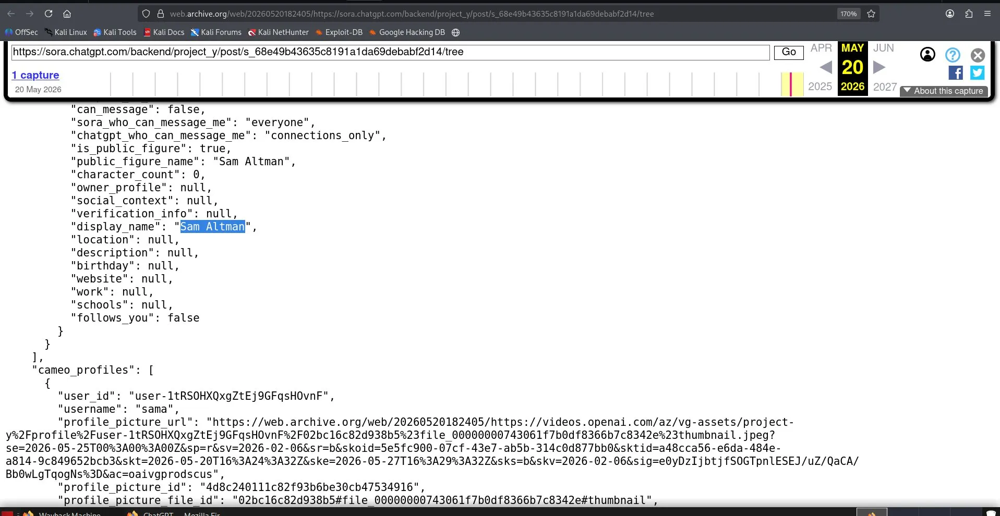 web.archive.org/web/20260520182405/https://sora.chatgpt.com/backend/project_y/post/s_68e49b43635c8191a1da69debabf2d14/tree 170%
OffSec Kali Linux Kali Tools Kali Docs Kali Forums Kali NetHunter Exploit-DB Google Hacking DB
https://sora.chatgpt.com/backend/project_y/post/s_68e49b43635c8191a1da69debabf2d14/tree Go APR MAY JUN
1 capture 20
20 May 2026 2025 2026 2027 About this capture
"can_message": false,
"sora_who_can_message_me": "everyone",
"chatgpt_who_can_message_me": "connections_only",
"is_public_figure": true,
"public_figure_name": "Sam Altman",
"character_count": 0,
"owner_profile": null,
"social_context": null,
"verification_info": null,
"display_name": "Sam Altman",
"location": null,
"description": null,
"birthday": null,
"website": null,
"work": null,
"schools": null,
"follows_you": false
}
}
],
"cameo_profiles": [
{
"user_id": "user-1tRSOHXQxgZtEj9GFqsHOvnF",
"username": "sama",
"profile_picture_url": "https://web.archive.org/web/20260520182405/https://videos.openai.com/az/vg-assets/project-
y%2Fprofile%2Fuser-1tRSOHXQxgZtEj9GFqsHOvnF%2F02bc16c82d938b5%23file_00000000743061f7b0df8366b7c8342e%23thumbnail.jpeg?
se=2026-05-25T00%3A00%3A00Z&sp=r&sv=2026-02-06&sr=b&skoid=5e5fc900-07cf-43e7-ab5b-314c0d877bb0&sktid=a48cca56-e6da-484e-
a814-9c849652bcb3&skt=2026-05-20T16%3A24%3A32Z&ske=2026-05-27T16%3A29%3A32Z&sks=b&skv=2026-02-06&sig=e0yDzIjbtjfSOGTpnlESEJ/uZ/QaCA/
Bb0wLgTqogNs%3D&ac=oaivgprodscus",
"profile_picture_id": "4d8c240111c82f93b6be30cb47534916",
"profile_picture_file_id": "02bc16c82d938b5#file_00000000743061f7b0df8366b7c8342e#thumbnail",
Wayback Machine ChatGPT — Mozilla Fir